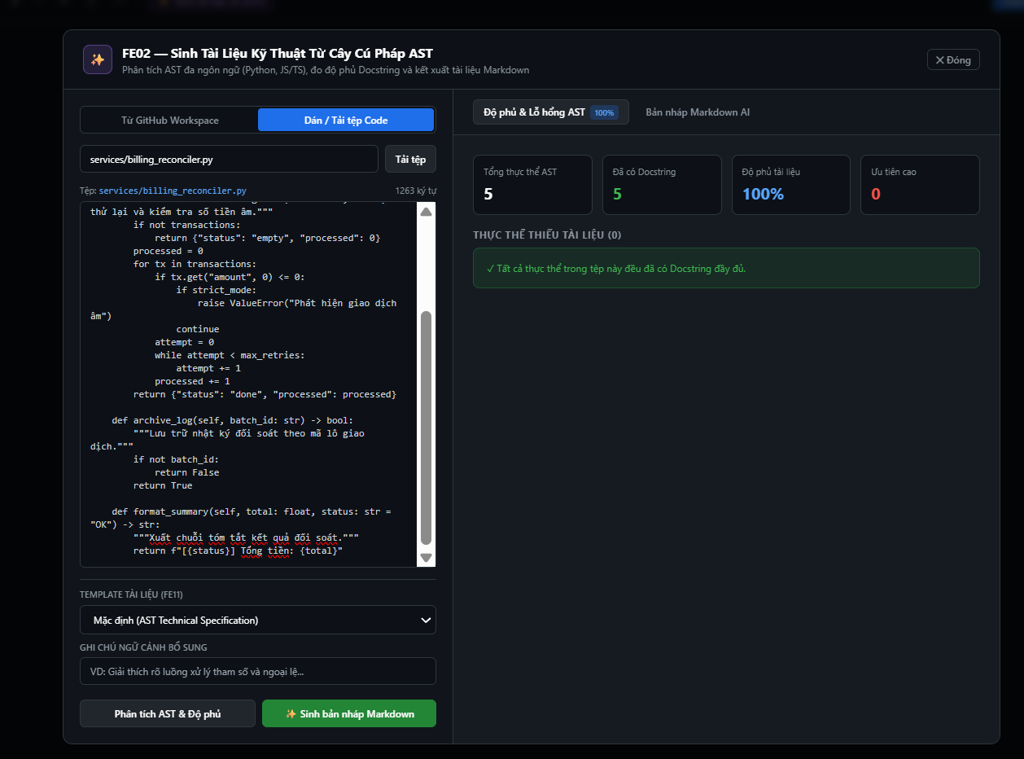 FE02 — Sinh Tài Liệu Kỹ Thuật Từ Cây Cú Pháp AST
Phân tích AST đa ngôn ngữ (Python, JS/TS), đo độ phủ Docstring và kết xuất tài liệu Markdown
✕ Đóng
Từ GitHub Workspace
Dán / Tải tệp Code
services/billing_reconciler.py
Tải tệp
Tệp: services/billing_reconciler.py
1263 ký tự
thử lại và kiểm tra số tiền âm."""
if not transactions:
return {"status": "empty", "processed": 0}
processed = 0
for tx in transactions:
if tx.get("amount", 0) <= 0:
if strict_mode:
raise ValueError("Phát hiện giao dịch
âm")
continue
attempt = 0
while attempt < max_retries:
attempt += 1
processed += 1
return {"status": "done", "processed": processed}
def archive_log(self, batch_id: str) -> bool:
"""Lưu trữ nhật ký đối soát theo mã lô giao
dịch."""
if not batch_id:
return False
return True
def format_summary(self, total: float, status: str =
"OK") -> str:
"""Xuất chuỗi tóm tắt kết quả đối soát."""
return f"[{status}] Tổng tiền: {total}"
TEMPLATE TÀI LIỆU (FE11)
Mặc định (AST Technical Specification)
GHI CHÚ NGỮ CẢNH BỔ SUNG
VD: Giải thích rõ luồng xử lý tham số và ngoại lệ...
Phân tích AST & Độ phủ
✨ Sinh bản nháp Markdown
Độ phủ & Lỗ hổng AST 100%
Bản nháp Markdown AI
Tổng thực thể AST
5
Đã có Docstring
5
Độ phủ tài liệu
100%
Ưu tiên cao
0
THỰC THỂ THIẾU TÀI LIỆU (0)
✓ Tất cả thực thể trong tệp này đều đã có Docstring đầy đủ.